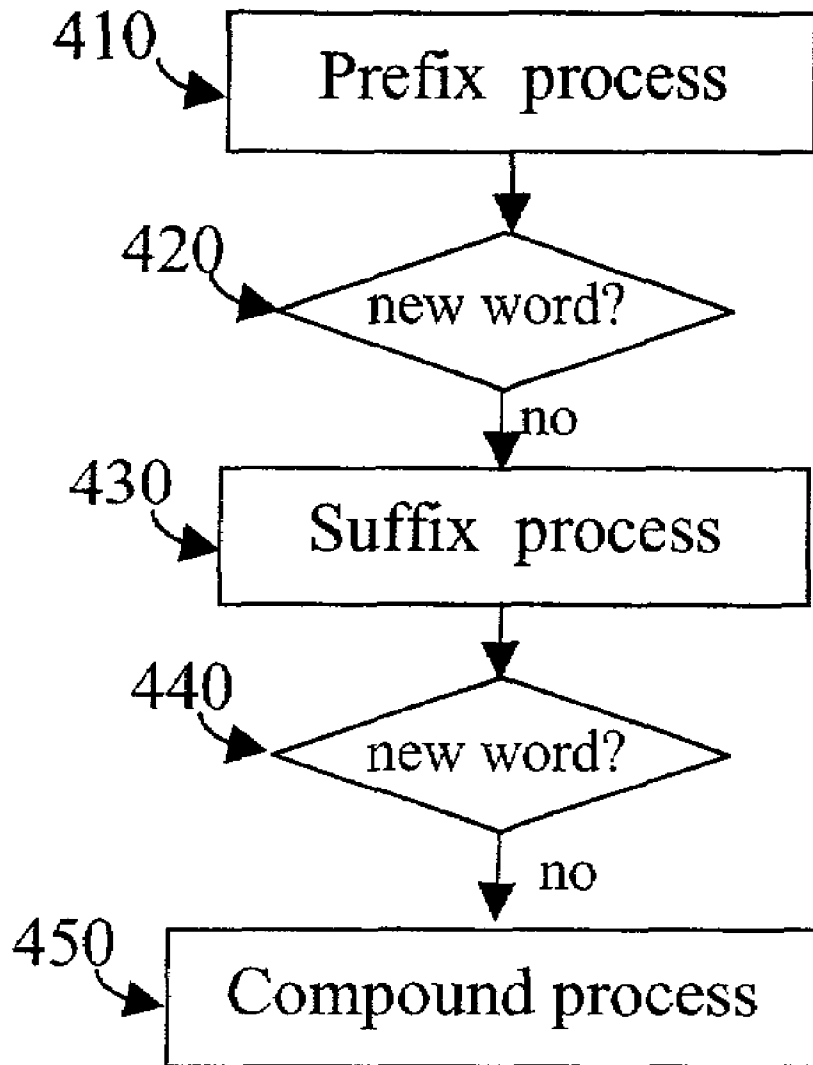 410
Prefix process
420
new word?
no
430
Suffix process
440
new word?
no
450
Compound process